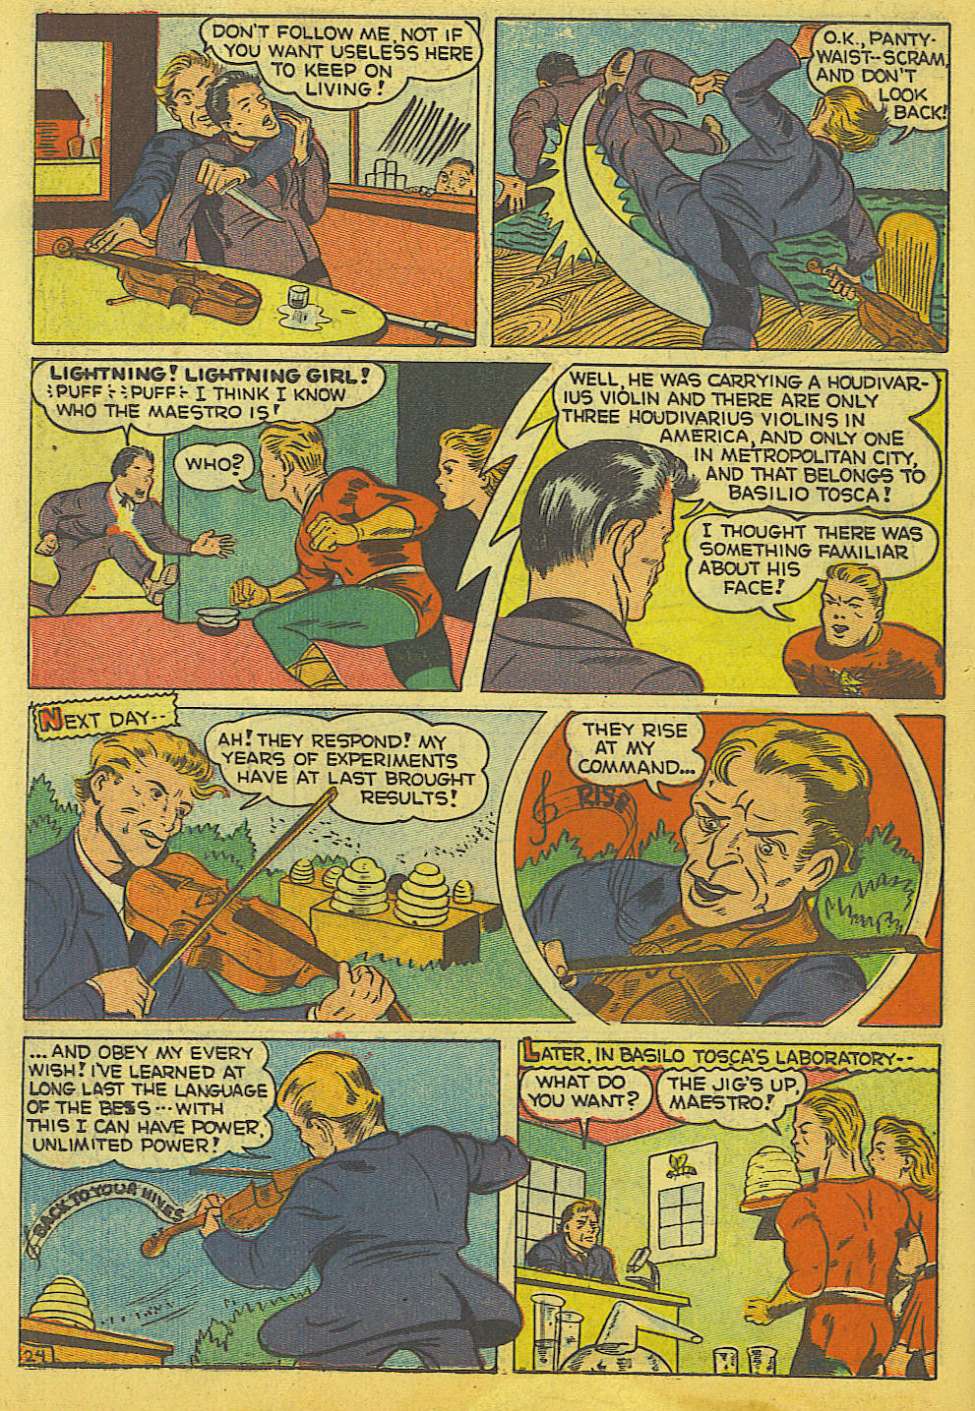 DON'T FOLLOW ME, NOT IF
YOU WANT USELESS HERE
TO KEEP ON
LIVING!
O.K., PANTY-
WAIST--SCRAM,
AND DON'T
LOOK
BACK!
LIGHTNING! LIGHTNING GIRL!
PUFF - PUFF - I THINK I KNOW
WHO THE MAESTRO IS!
WHO?
WELL, HE WAS CARRYING A HOUDIVAR-
IUS VIOLIN AND THERE ARE ONLY
THREE HOUDIVARIUS VIOLINS IN
AMERICA, AND ONLY ONE
IN METROPOLITAN CITY,
AND THAT BELONGS TO
BASILIO TOSCA!
I THOUGHT THERE WAS
SOMETHING FAMILIAR
ABOUT HIS
FACE!
NEXT DAY--
AH! THEY RESPOND! MY
YEARS OF EXPERIMENTS
HAVE AT LAST BROUGHT
RESULTS!
THEY RISE
AT MY
COMMAND...
RISE
...AND OBEY MY EVERY
WISH! I'VE LEARNED AT
LONG LAST THE LANGUAGE
OF THE BEES---WITH
THIS I CAN HAVE POWER,
UNLIMITED POWER!
BACK TO YOUR HIVES
24
LATER, IN BASILO TOSCA'S LABORATORY--
WHAT DO
YOU WANT?
THE JIG'S UP,
MAESTRO!